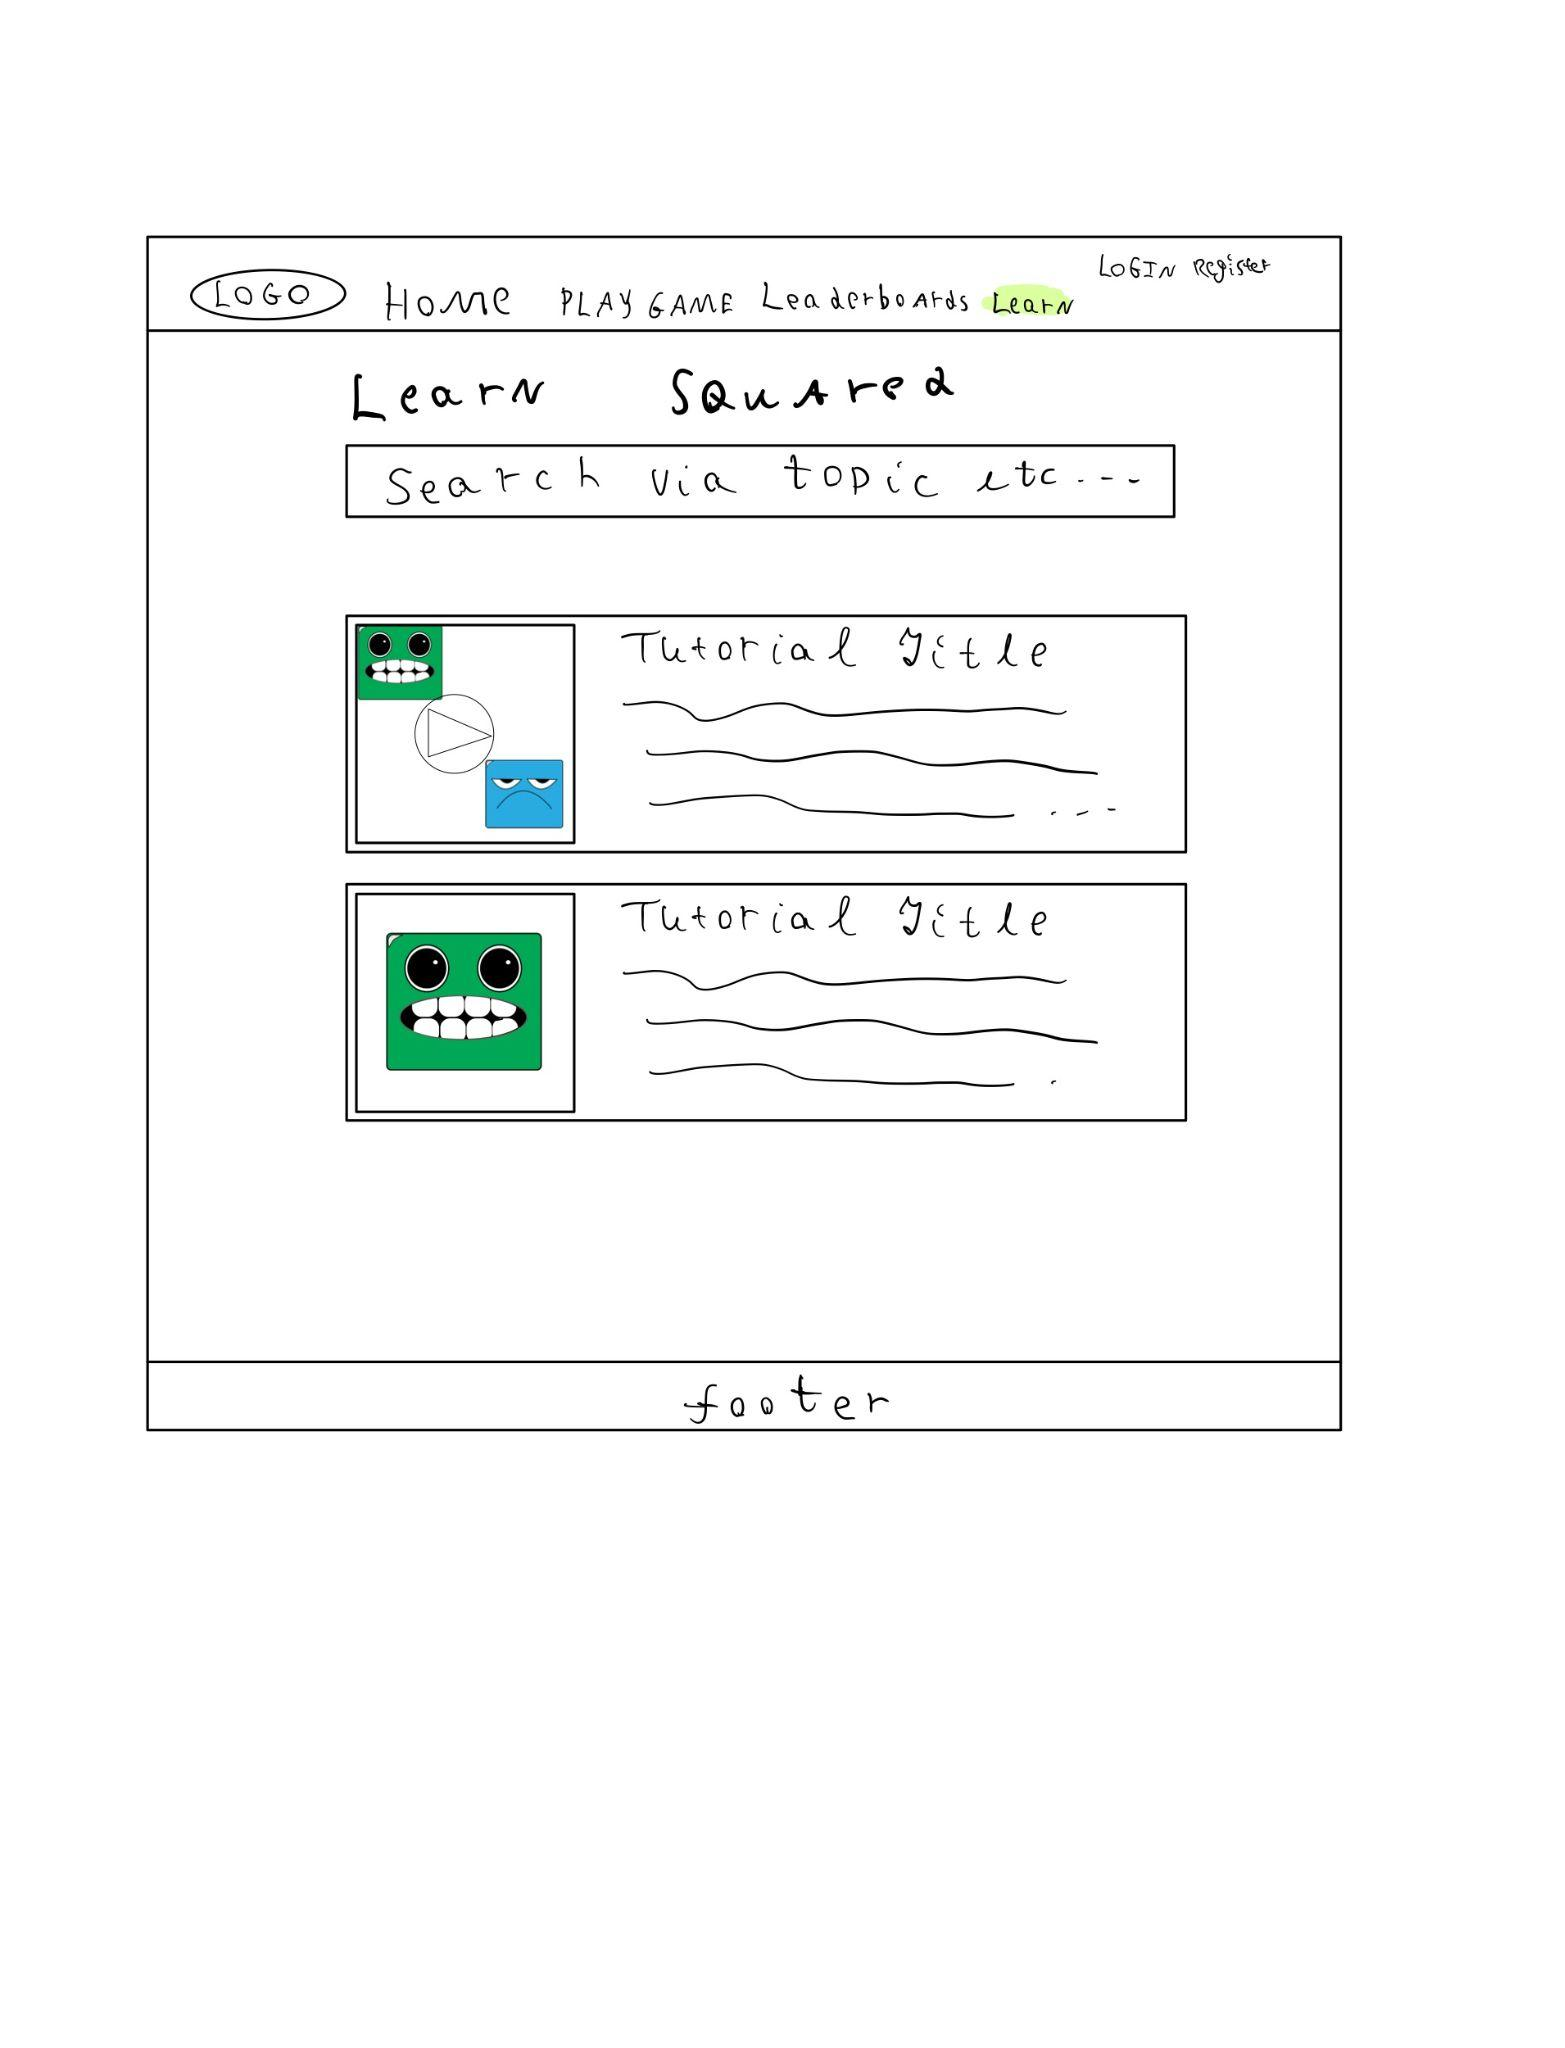 LOGIN Register
LOGO HOME PLAY GAME LeaderboArds LearN
LearN SQuAred
Search via topic etc...
Tutorial Title
...
Tutorial Title
.
footer